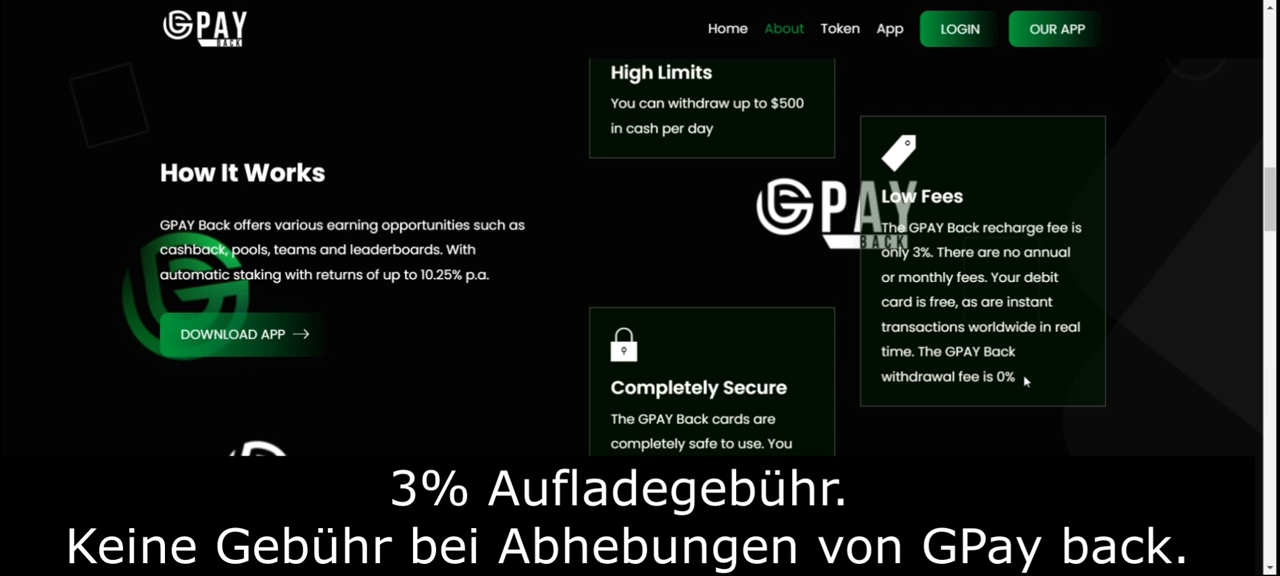 GPAY
BACK
Home
About
Token
App
LOGIN
OUR APP
High Limits
You can withdraw up to $500
in cash per day
How It Works
GPAY Back offers various earning opportunities such as
cashback, pools, teams and leaderboards. With
automatic staking with returns of up to 10.25% p.a.
DOWNLOAD APP
GPAY
BACK
Low Fees
The GPAY Back recharge fee is
only 3%. There are no annual
or monthly fees. Your debit
card is free, as are instant
transactions worldwide in real
time. The GPAY Back
withdrawal fee is 0%
Completely Secure
The GPAY Back cards are
completely safe to use. You
3% Aufladegebühr.
Keine Gebühr bei Abhebungen von GPay back.